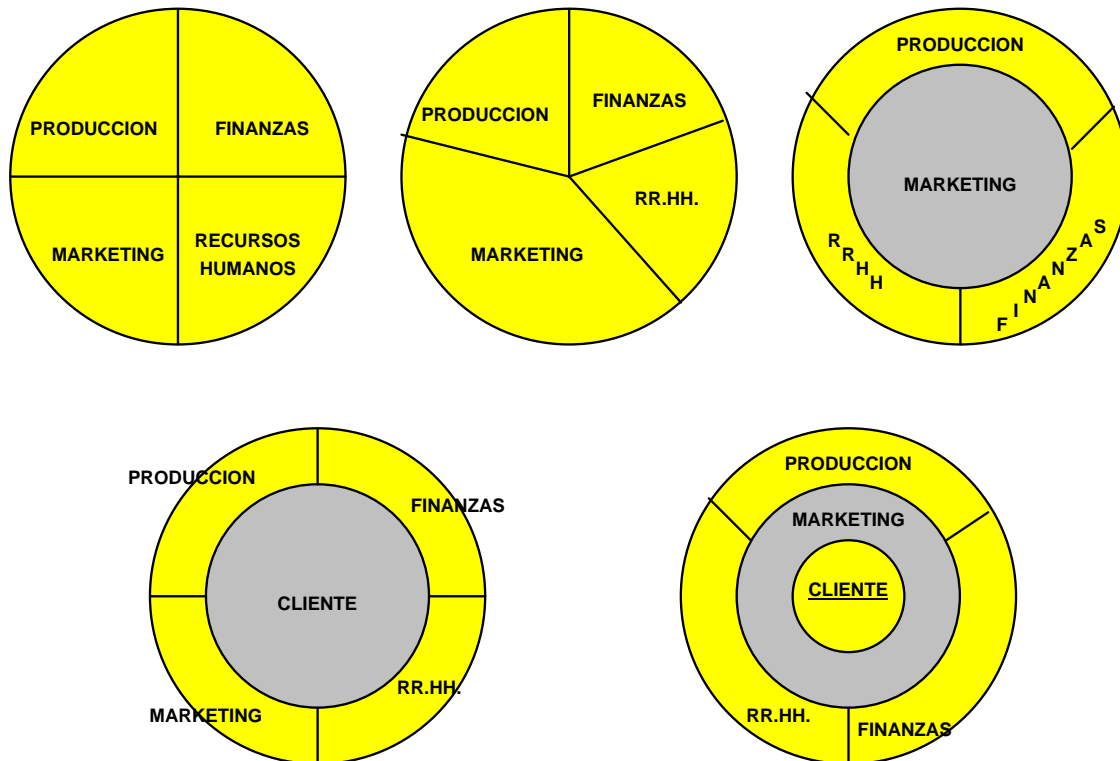 PRODUCCION
FINANZAS
MARKETING
RECURSOS
HUMANOS
PRODUCCION
FINANZAS
RR.HH.
MARKETING
PRODUCCION
MARKETING
RRHH
FINANZAS
PRODUCCION
FINANZAS
CLIENTE
RR.HH.
MARKETING
PRODUCCION
MARKETING
CLIENTE
RR.HH.
FINANZAS